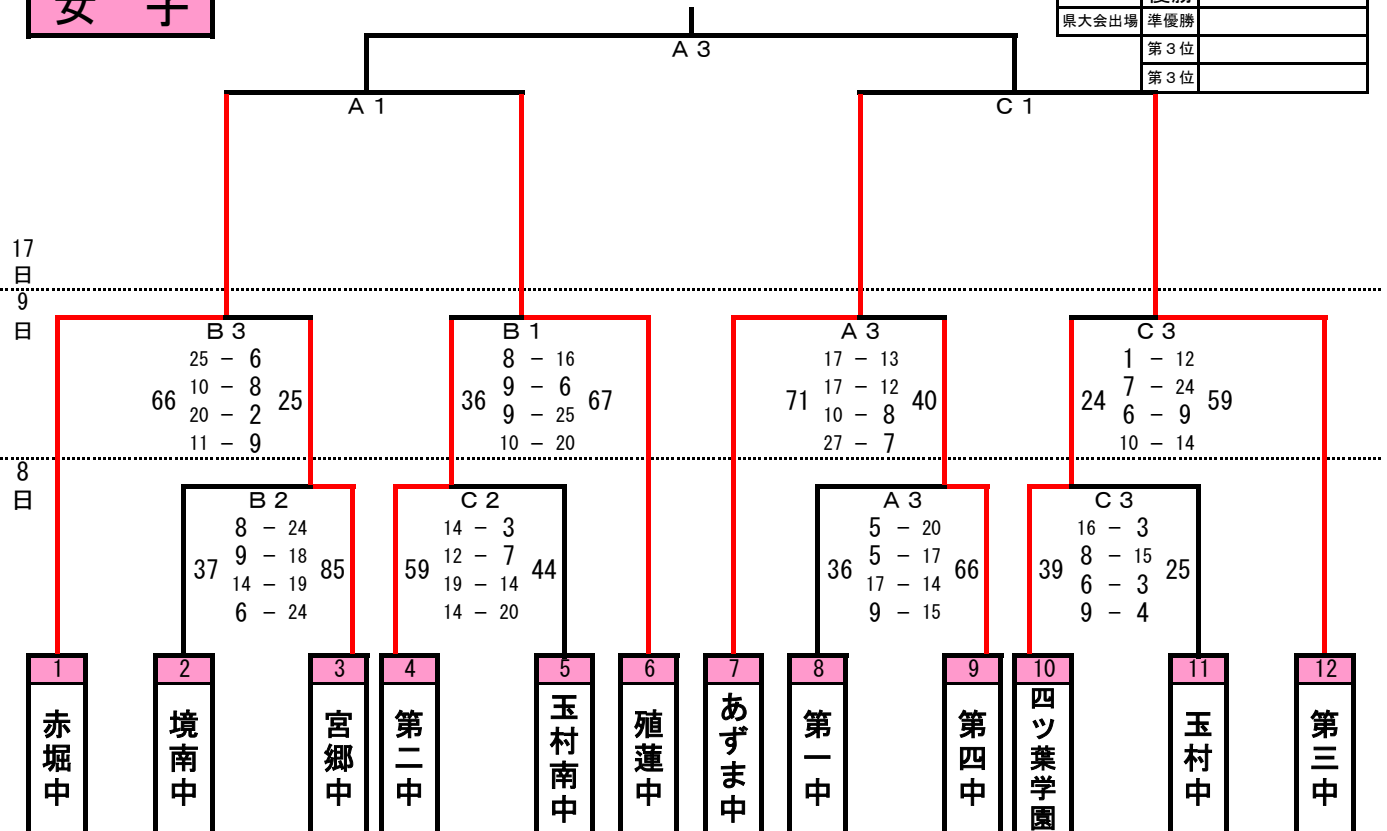 女 子
優勝
県大会出場 準優勝
第３位
第３位
Ａ３
Ａ１ Ｃ１
17
日
9
日
Ｂ３ Ｂ１ Ａ３ Ｃ３
25 － 6 8 － 16 17 － 13 1 － 12
10 － 8 9 － 6 17 － 12 7 － 24
66 25 36 67 71 40 24 59
20 － 2 9 － 25 10 － 8 6 － 9
11 － 9 10 － 20 27 － 7 10 － 14
8
日
Ｂ２ Ｃ２ Ａ３ Ｃ３
8 － 24 14 － 3 5 － 20 16 － 3
9 － 18 12 － 7 5 － 17 8 － 15
37 85 59 44 36 66 39 25
14 － 19 19 － 14 17 － 14 6 － 3
6 － 24 14 － 20 9 － 15 9 － 4
1 2 3 4 5 6 7 8 9 10 11 12
赤堀中
境南中
宮郷中
第二中
玉村南中
殖蓮中
あずま中
第一中
第四中
四ツ葉学園
玉村中
第三中